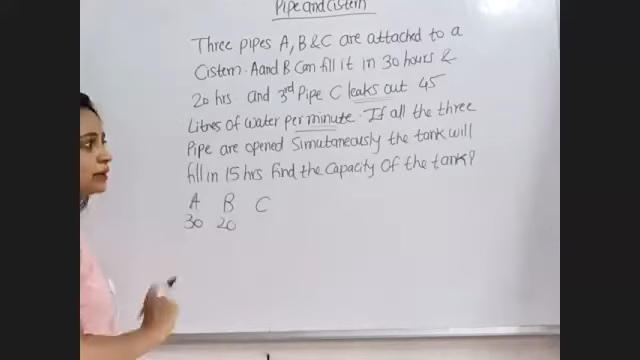 Pipe and Cistern
Three pipes A, B & C are attached to a
Cistern. A and B Can fill it in 30 hours &
20 hrs and 3rd Pipe C leaks out 45
Litres of water per minute. If all the three
Pipe are opened Simutaneously the tank will
fill in 15 hrs find the Capacity of the tank?
A B C
30 20